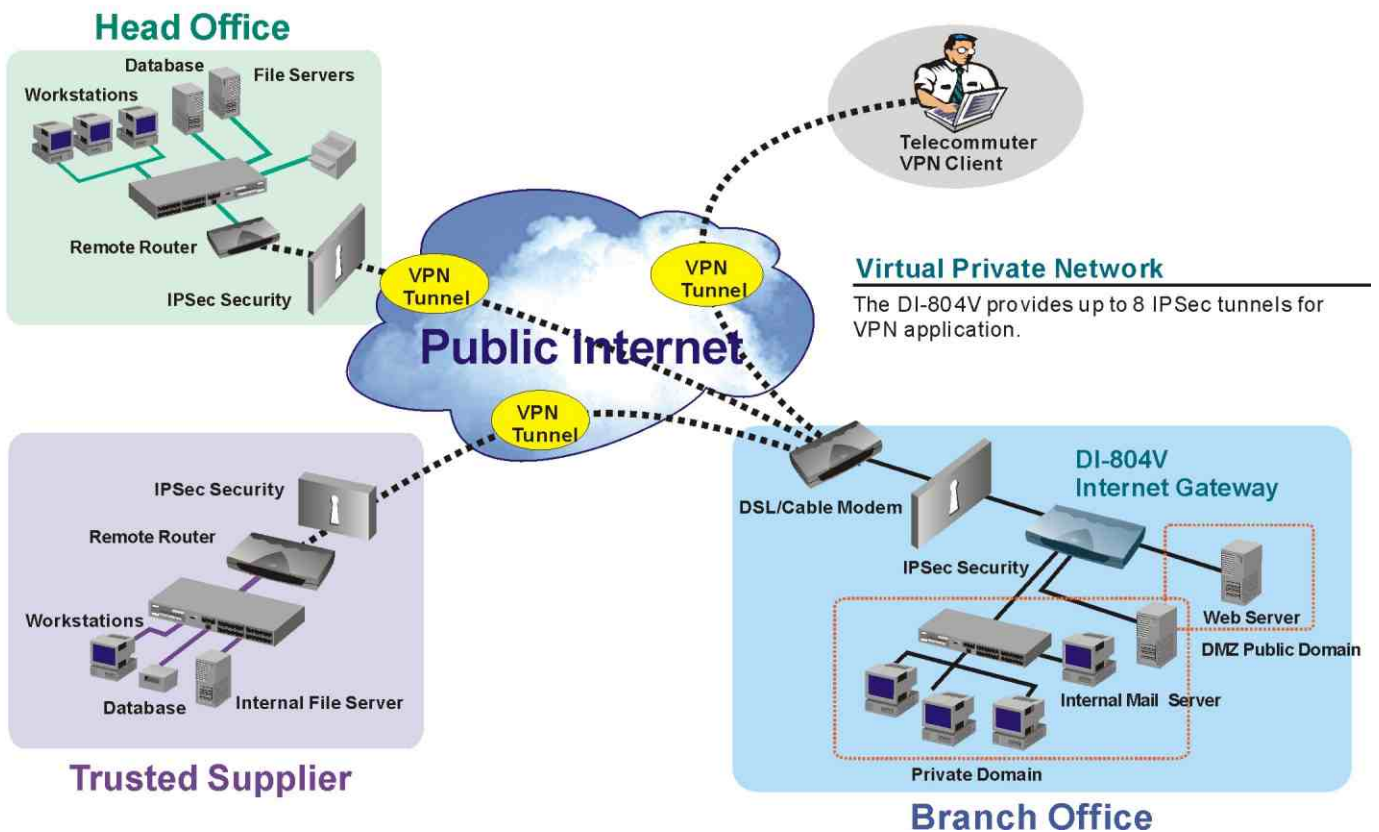 Head Office
Database
File Servers
Workstations
Remote Router
IPSec Security
Telecommuter
VPN Client
VPN
Tunnel
VPN
Tunnel
Public Internet
VPN
Tunnel
Virtual Private Network
The DI-804V provides up to 8 IPSec tunnels for
VPN application.
IPSec Security
Remote Router
Workstations
Database
Internal File Server
Trusted Supplier
DSL/Cable Modem
DI-804V
Internet Gateway
IPSec Security
Web Server
DMZ Public Domain
Internal Mail Server
Private Domain
Branch Office